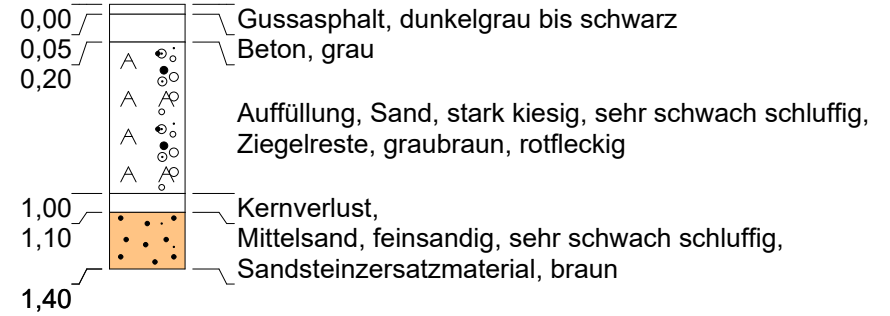 0,00 Gussasphalt, dunkelgrau bis schwarz
0,05 Beton, grau
0,20
Auffüllung, Sand, stark kiesig, sehr schwach schluffig,
Ziegelreste, graubraun, rotfleckig
1,00 Kernverlust,
1,10 Mittelsand, feinsandig, sehr schwach schluffig,
Sandsteinzersatzmaterial, braun
1,40